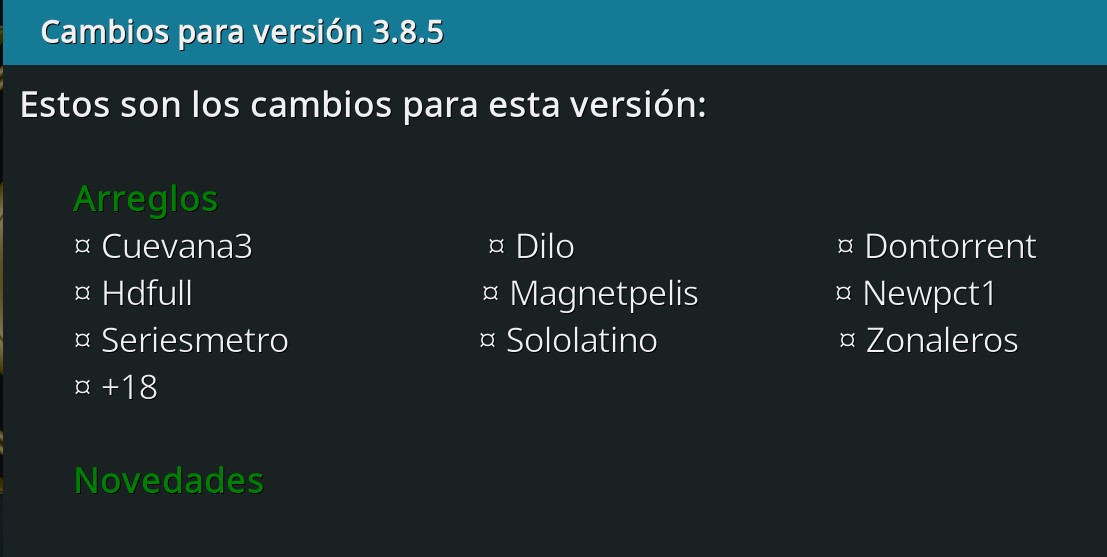 Cambios para versión 3.8.5
Estos son los cambios para esta versión:
Arreglos
¤ Cuevana3 ¤ Dilo ¤ Dontorrent
¤ Hdfull ¤ Magnetpelis ¤ Newpct1
¤ Seriesmetro ¤ Sololatino ¤ Zonaleros
¤ +18
Novedades